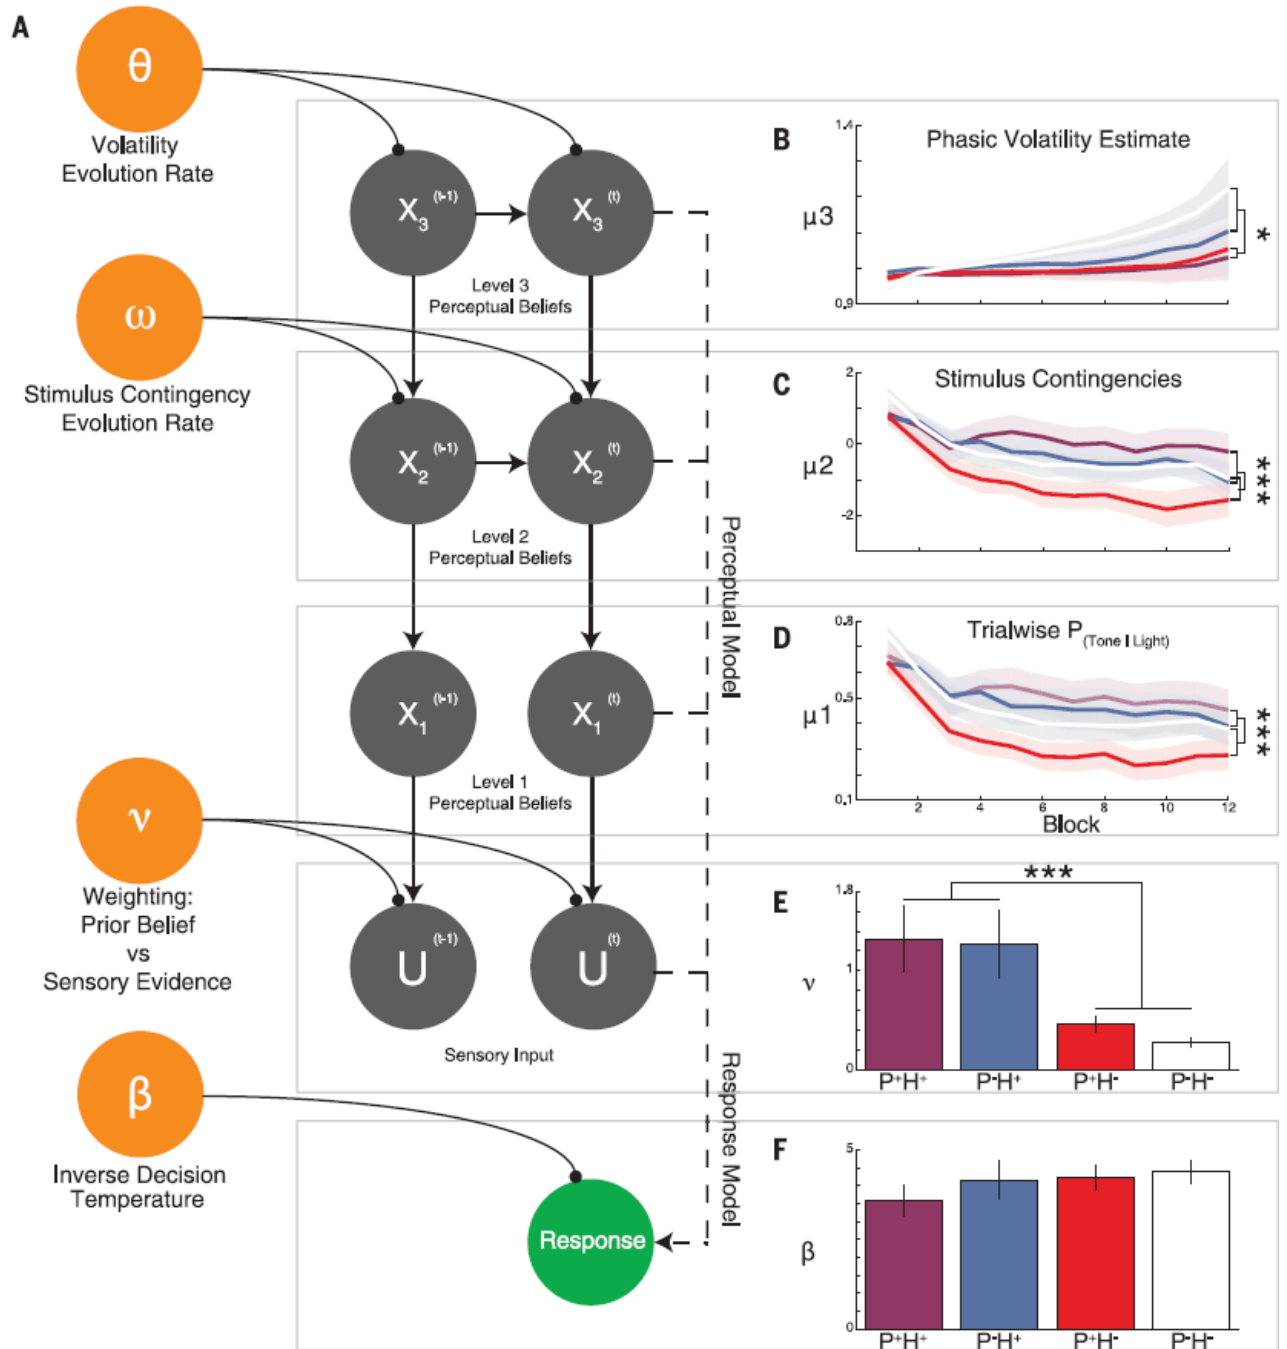 A
θ
Volatility
Evolution Rate
X3 (t-1)
X3 (t)
Level 3
Perceptual Beliefs
ω
Stimulus Contingency
Evolution Rate
X2 (t-1)
X2 (t)
Level 2
Perceptual Beliefs
X1 (t-1)
X1 (t)
Level 1
Perceptual Beliefs
ν
Weighting:
Prior Belief
vs
Sensory Evidence
U (t-1)
U (t)
Sensory Input
β
Inverse Decision
Temperature
Response
Perceptual Model
Response Model
B
Phasic Volatility Estimate
1.4
μ3
0.9
*
C
Stimulus Contingencies
2
0
μ2
-2
***
D
Trialwise P(Tone I Light)
0.8
0.5
μ1
0.1
2 4 6 8 10 12
Block
***
E
***
1.8
1
ν
0
P+H+ P-H+ P+H- P-H-
F
5
β
0
P+H+ P-H+ P+H- P-H-